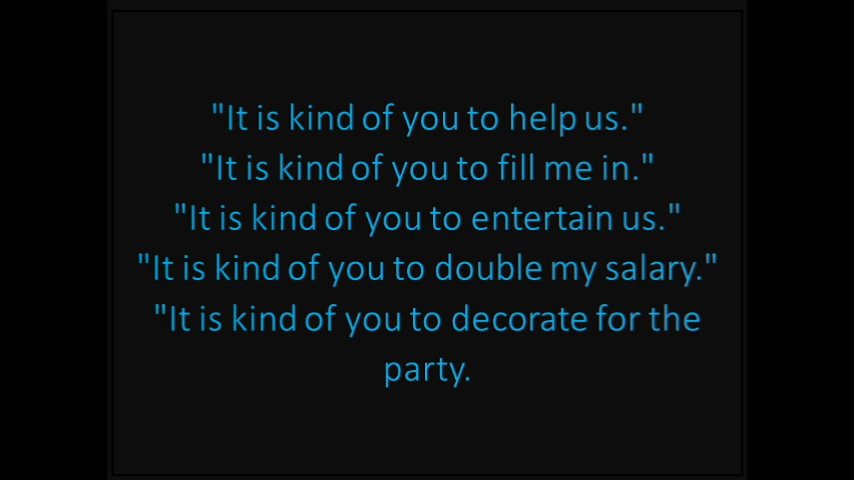 "It is kind of you to help us."
"It is kind of you to fill me in."
"It is kind of you to entertain us."
"It is kind of you to double my salary."
"It is kind of you to decorate for the
party.